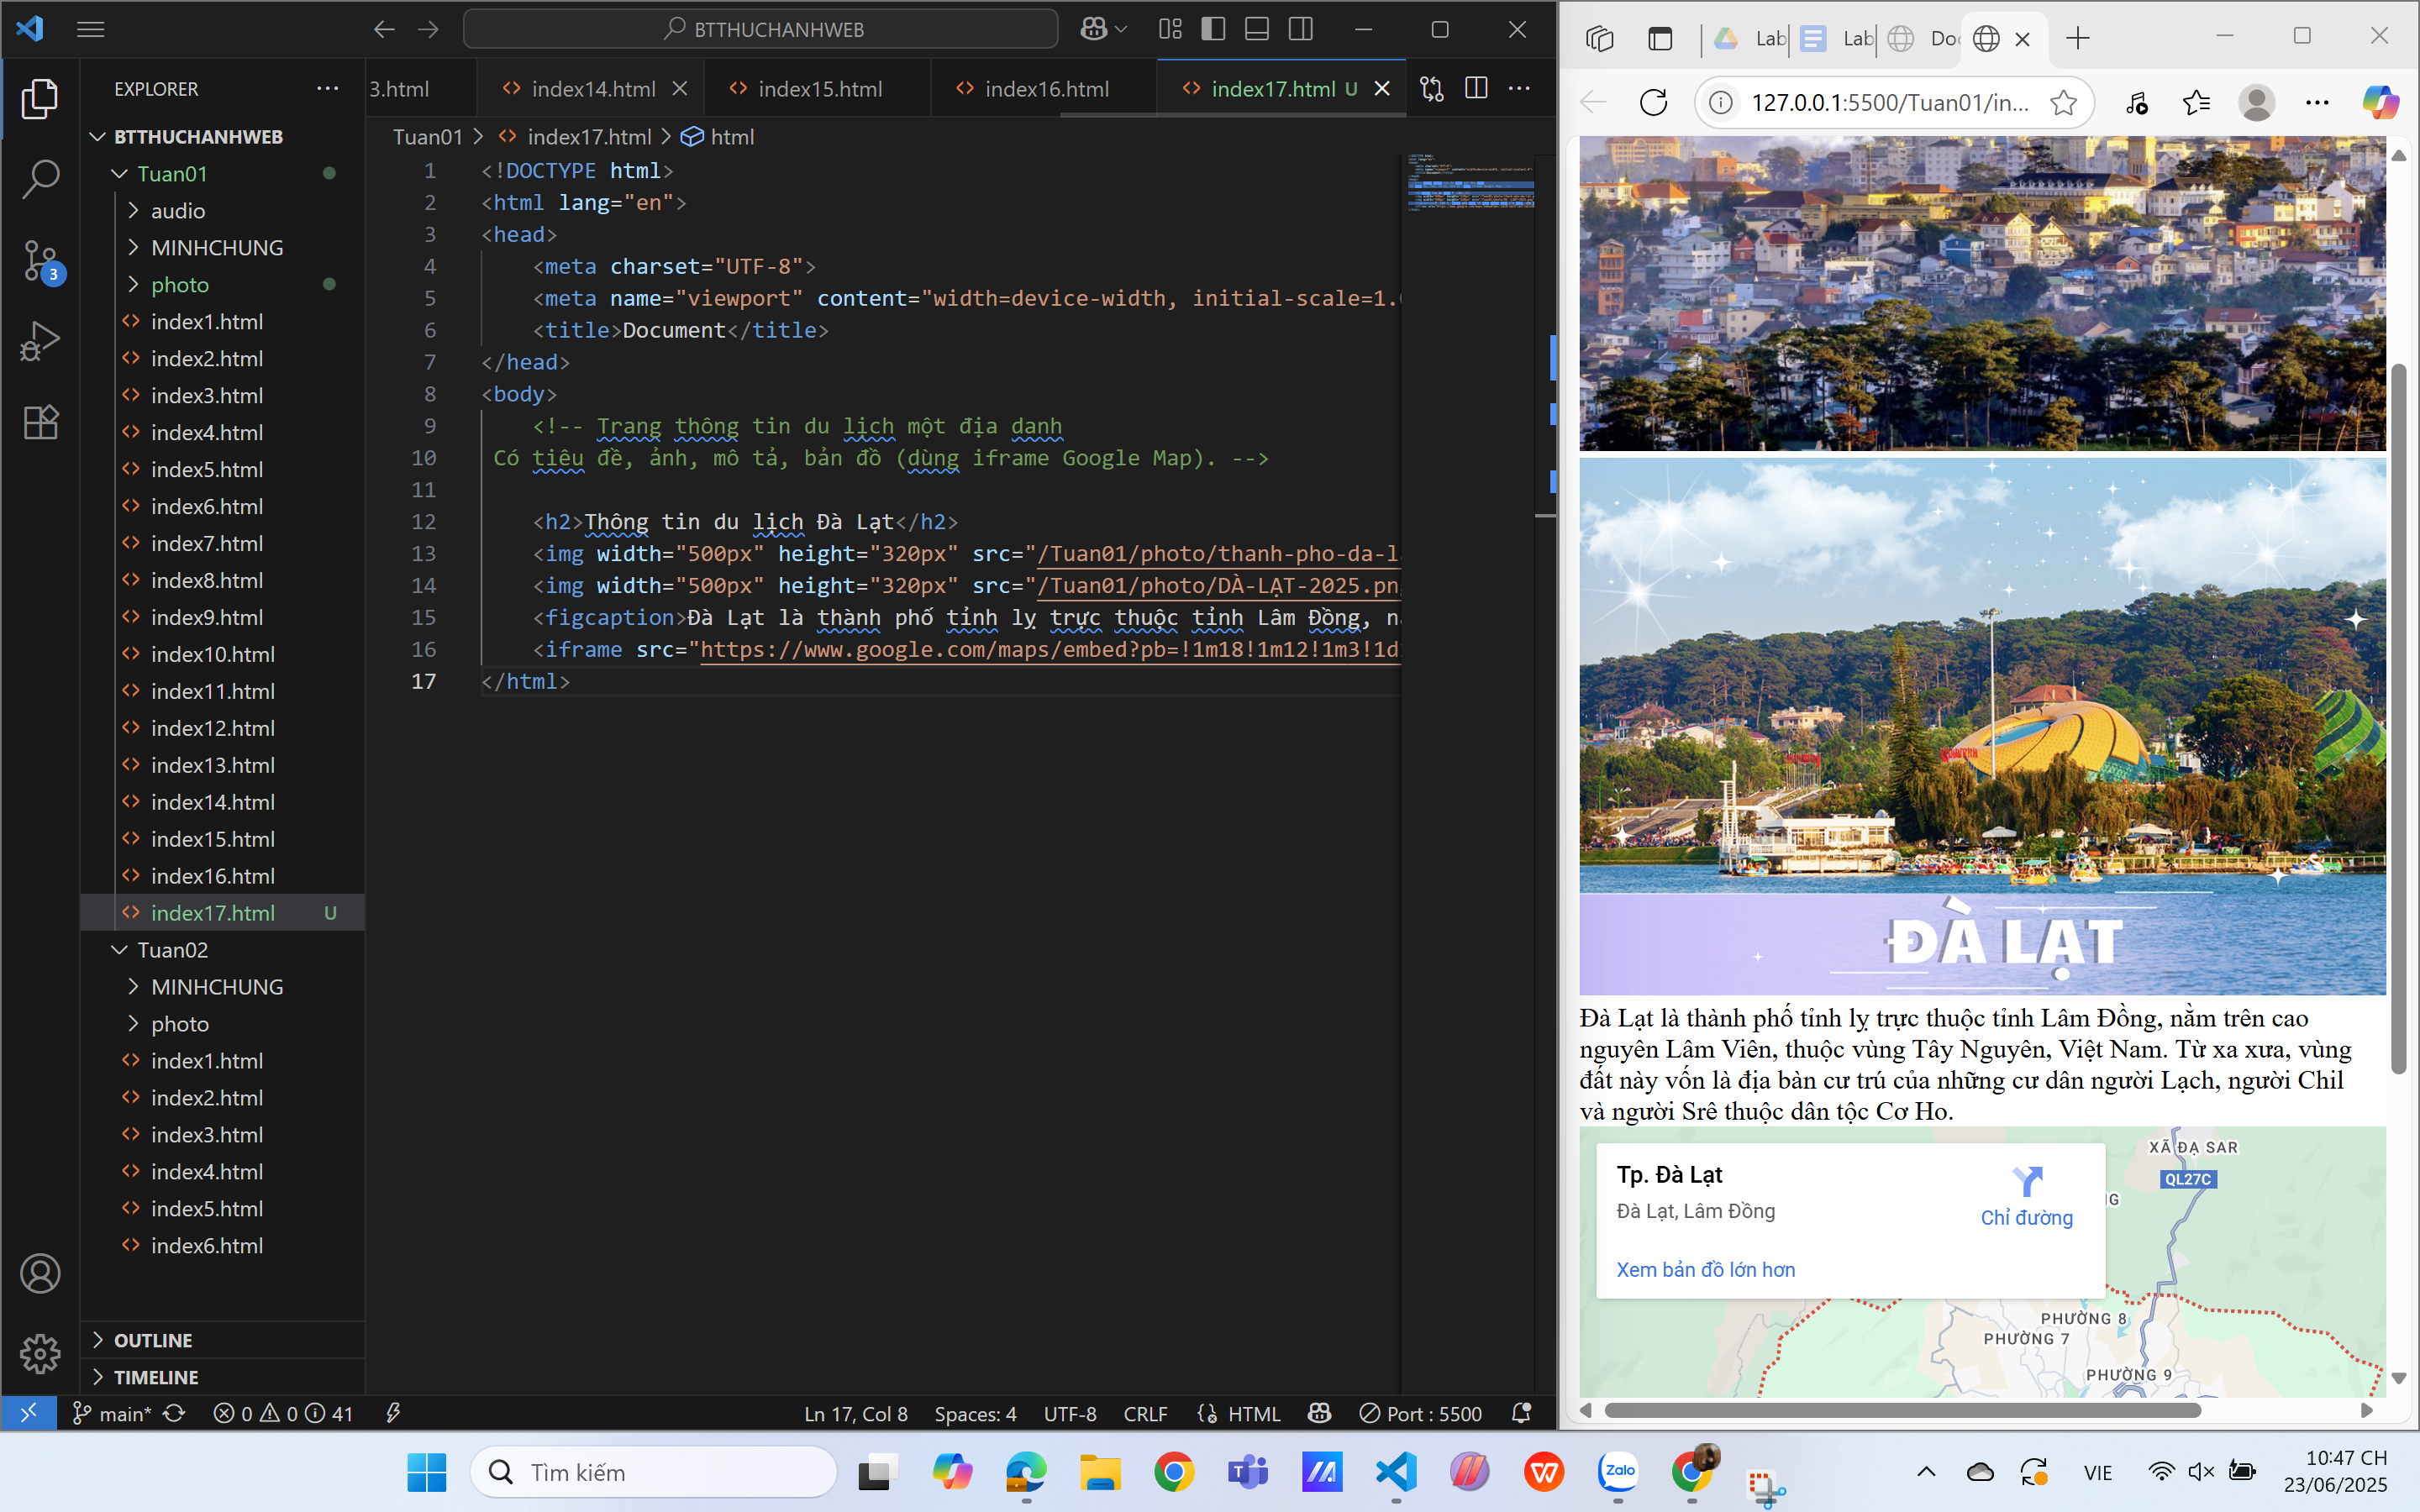 BTTHUCHANHWEB
EXPLORER
BTTHUCHANHWEB
Tuan01
audio
MINHCHUNG
photo
index1.html
index2.html
index3.html
index4.html
index5.html
index6.html
index7.html
index8.html
index9.html
index10.html
index11.html
index12.html
index13.html
index14.html
index15.html
index16.html
index17.html U
Tuan02
MINHCHUNG
photo
index1.html
index2.html
index3.html
index4.html
index5.html
index6.html
OUTLINE
TIMELINE
3.html index14.html index15.html index16.html index17.html U
Tuan01 > index17.html > html
1 <!DOCTYPE html>
2 <html lang="en">
3 <head>
4 <meta charset="UTF-8">
5 <meta name="viewport" content="width=device-width, initial-scale=1.
6 <title>Document</title>
7 </head>
8 <body>
9 <!-- Trang thông tin du lịch một địa danh
10 Có tiêu đề, ảnh, mô tả, bản đồ (dùng iframe Google Map). -->
11
12 <h2>Thông tin du lịch Đà Lạt</h2>
13 <img width="500px" height="320px" src="/Tuan01/photo/thanh-pho-da-l
14 <img width="500px" height="320px" src="/Tuan01/photo/DÀ-LẠT-2025.pn
15 <figcaption>Đà Lạt là thành phố tỉnh lỵ trực thuộc tỉnh Lâm Đồng, n
16 <iframe src="https://www.google.com/maps/embed?pb=!1m18!1m12!1m3!1d
17 </html>
3
main* 0 0 41 Ln 17, Col 8 Spaces: 4 UTF-8 CRLF HTML Port : 5500
Lab Lab Do
127.0.0.1:5500/Tuan01/in...
ĐÀ LẠT
Đà Lạt là thành phố tỉnh lỵ trực thuộc tỉnh Lâm Đồng, nằm trên cao
nguyên Lâm Viên, thuộc vùng Tây Nguyên, Việt Nam. Từ xa xưa, vùng
đất này vốn là địa bàn cư trú của những cư dân người Lạch, người Chil
và người Srê thuộc dân tộc Cơ Ho.
Tp. Đà Lạt
Đà Lạt, Lâm Đồng
Chỉ đường
Xem bản đồ lớn hơn
XÃ ĐẠ SAR
QL27C
PHƯỜNG 8
PHƯỜNG 7
PHƯỜNG 9
Tìm kiếm
Zalo
VIE
10:47 CH
23/06/2025